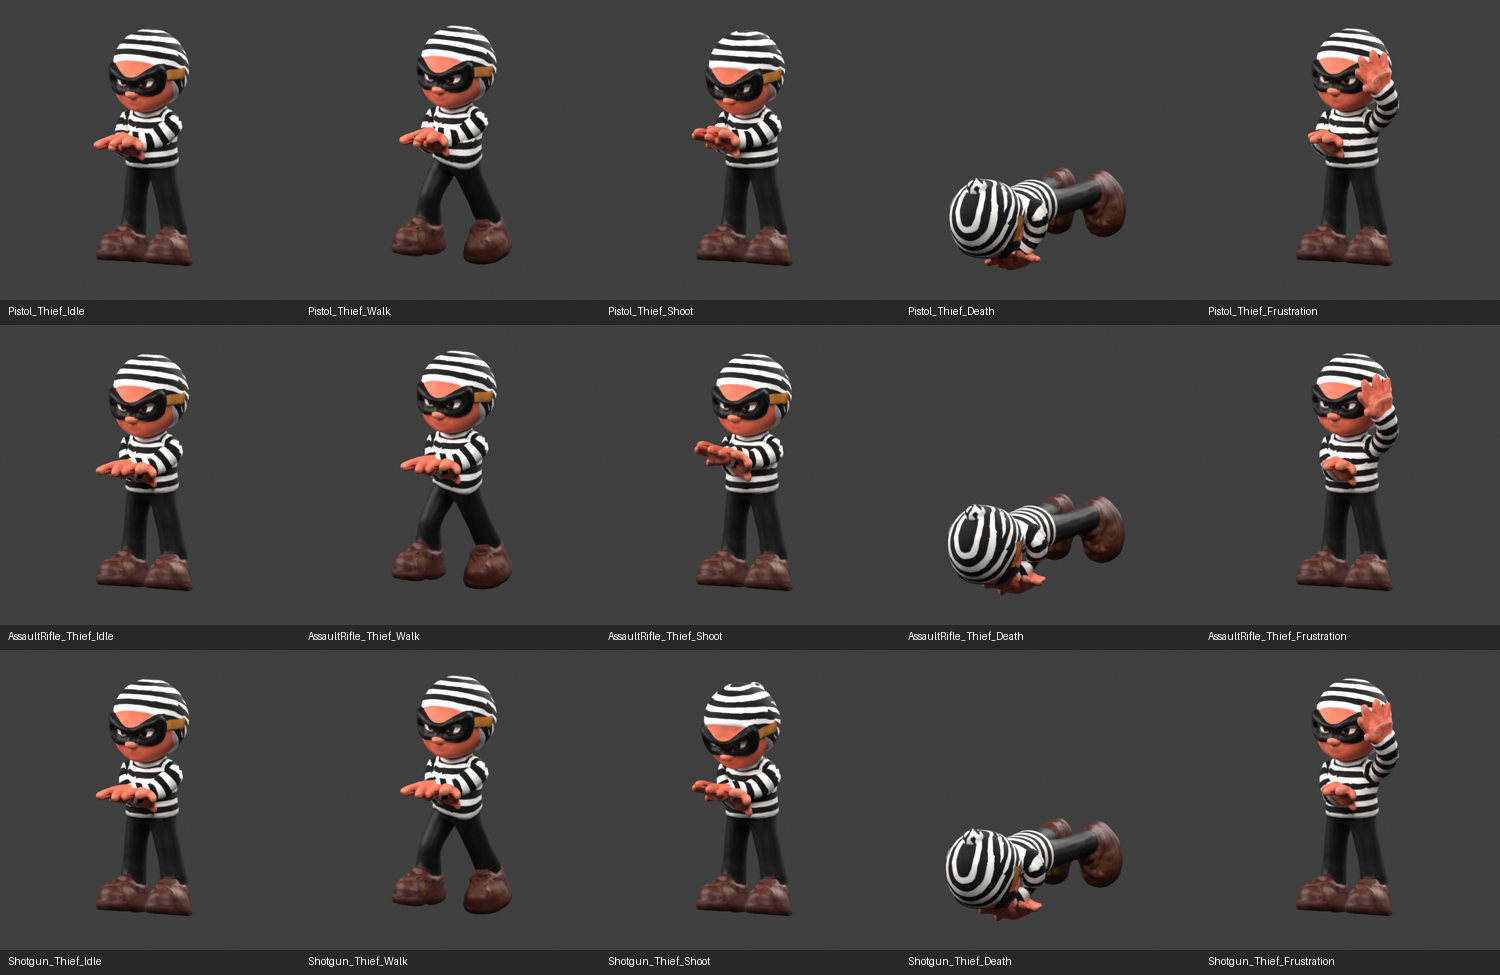 Pistol_Thief_Idle
Pistol_Thief_Walk
Pistol_Thief_Shoot
Pistol_Thief_Death
Pistol_Thief_Frustration
AssaultRifle_Thief_Idle
AssaultRifle_Thief_Walk
AssaultRifle_Thief_Shoot
AssaultRifle_Thief_Death
AssaultRifle_Thief_Frustration
Shotgun_Thief_Idle
Shotgun_Thief_Walk
Shotgun_Thief_Shoot
Shotgun_Thief_Death
Shotgun_Thief_Frustration